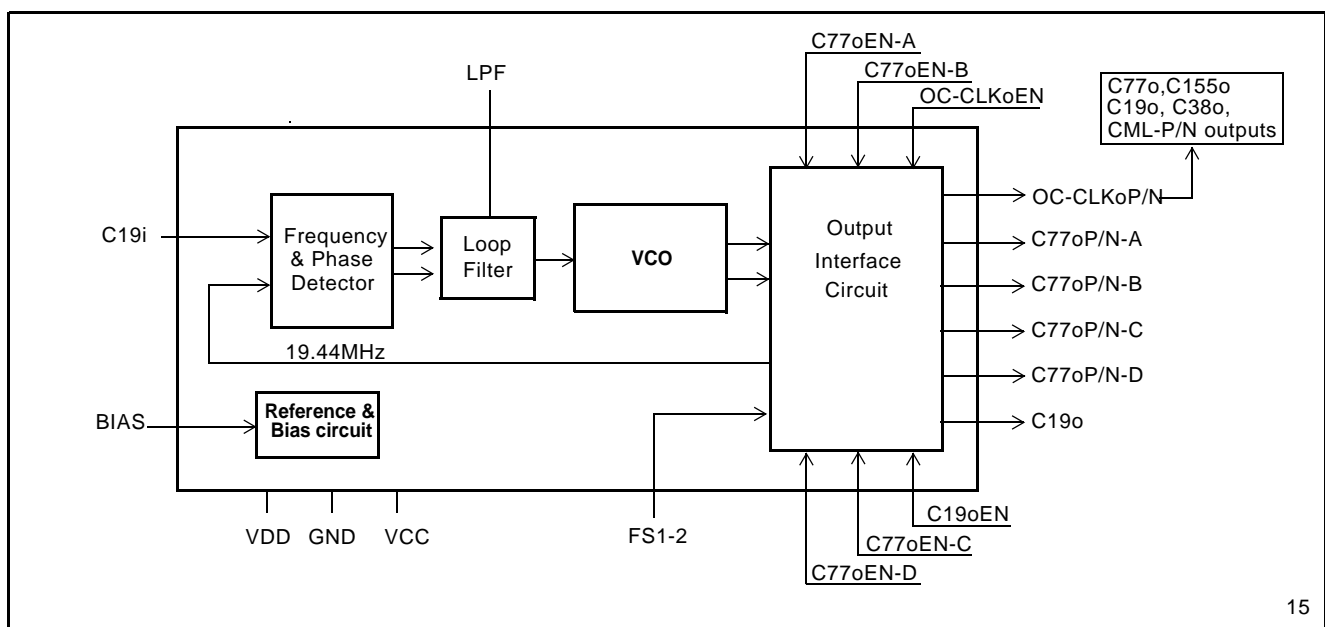 C77oEN-A
C77oEN-B
OC-CLKoEN
LPF
C77o,C155o
C19o, C38o,
CML-P/N outputs
C19i
Frequency
& Phase
Detector
Loop
Filter
VCO
Output
Interface
Circuit
OC-CLKoP/N
C77oP/N-A
C77oP/N-B
C77oP/N-C
C77oP/N-D
C19o
19.44MHz
BIAS
Reference &
Bias circuit
VDD
GND
VCC
FS1-2
C19oEN
C77oEN-C
C77oEN-D
15